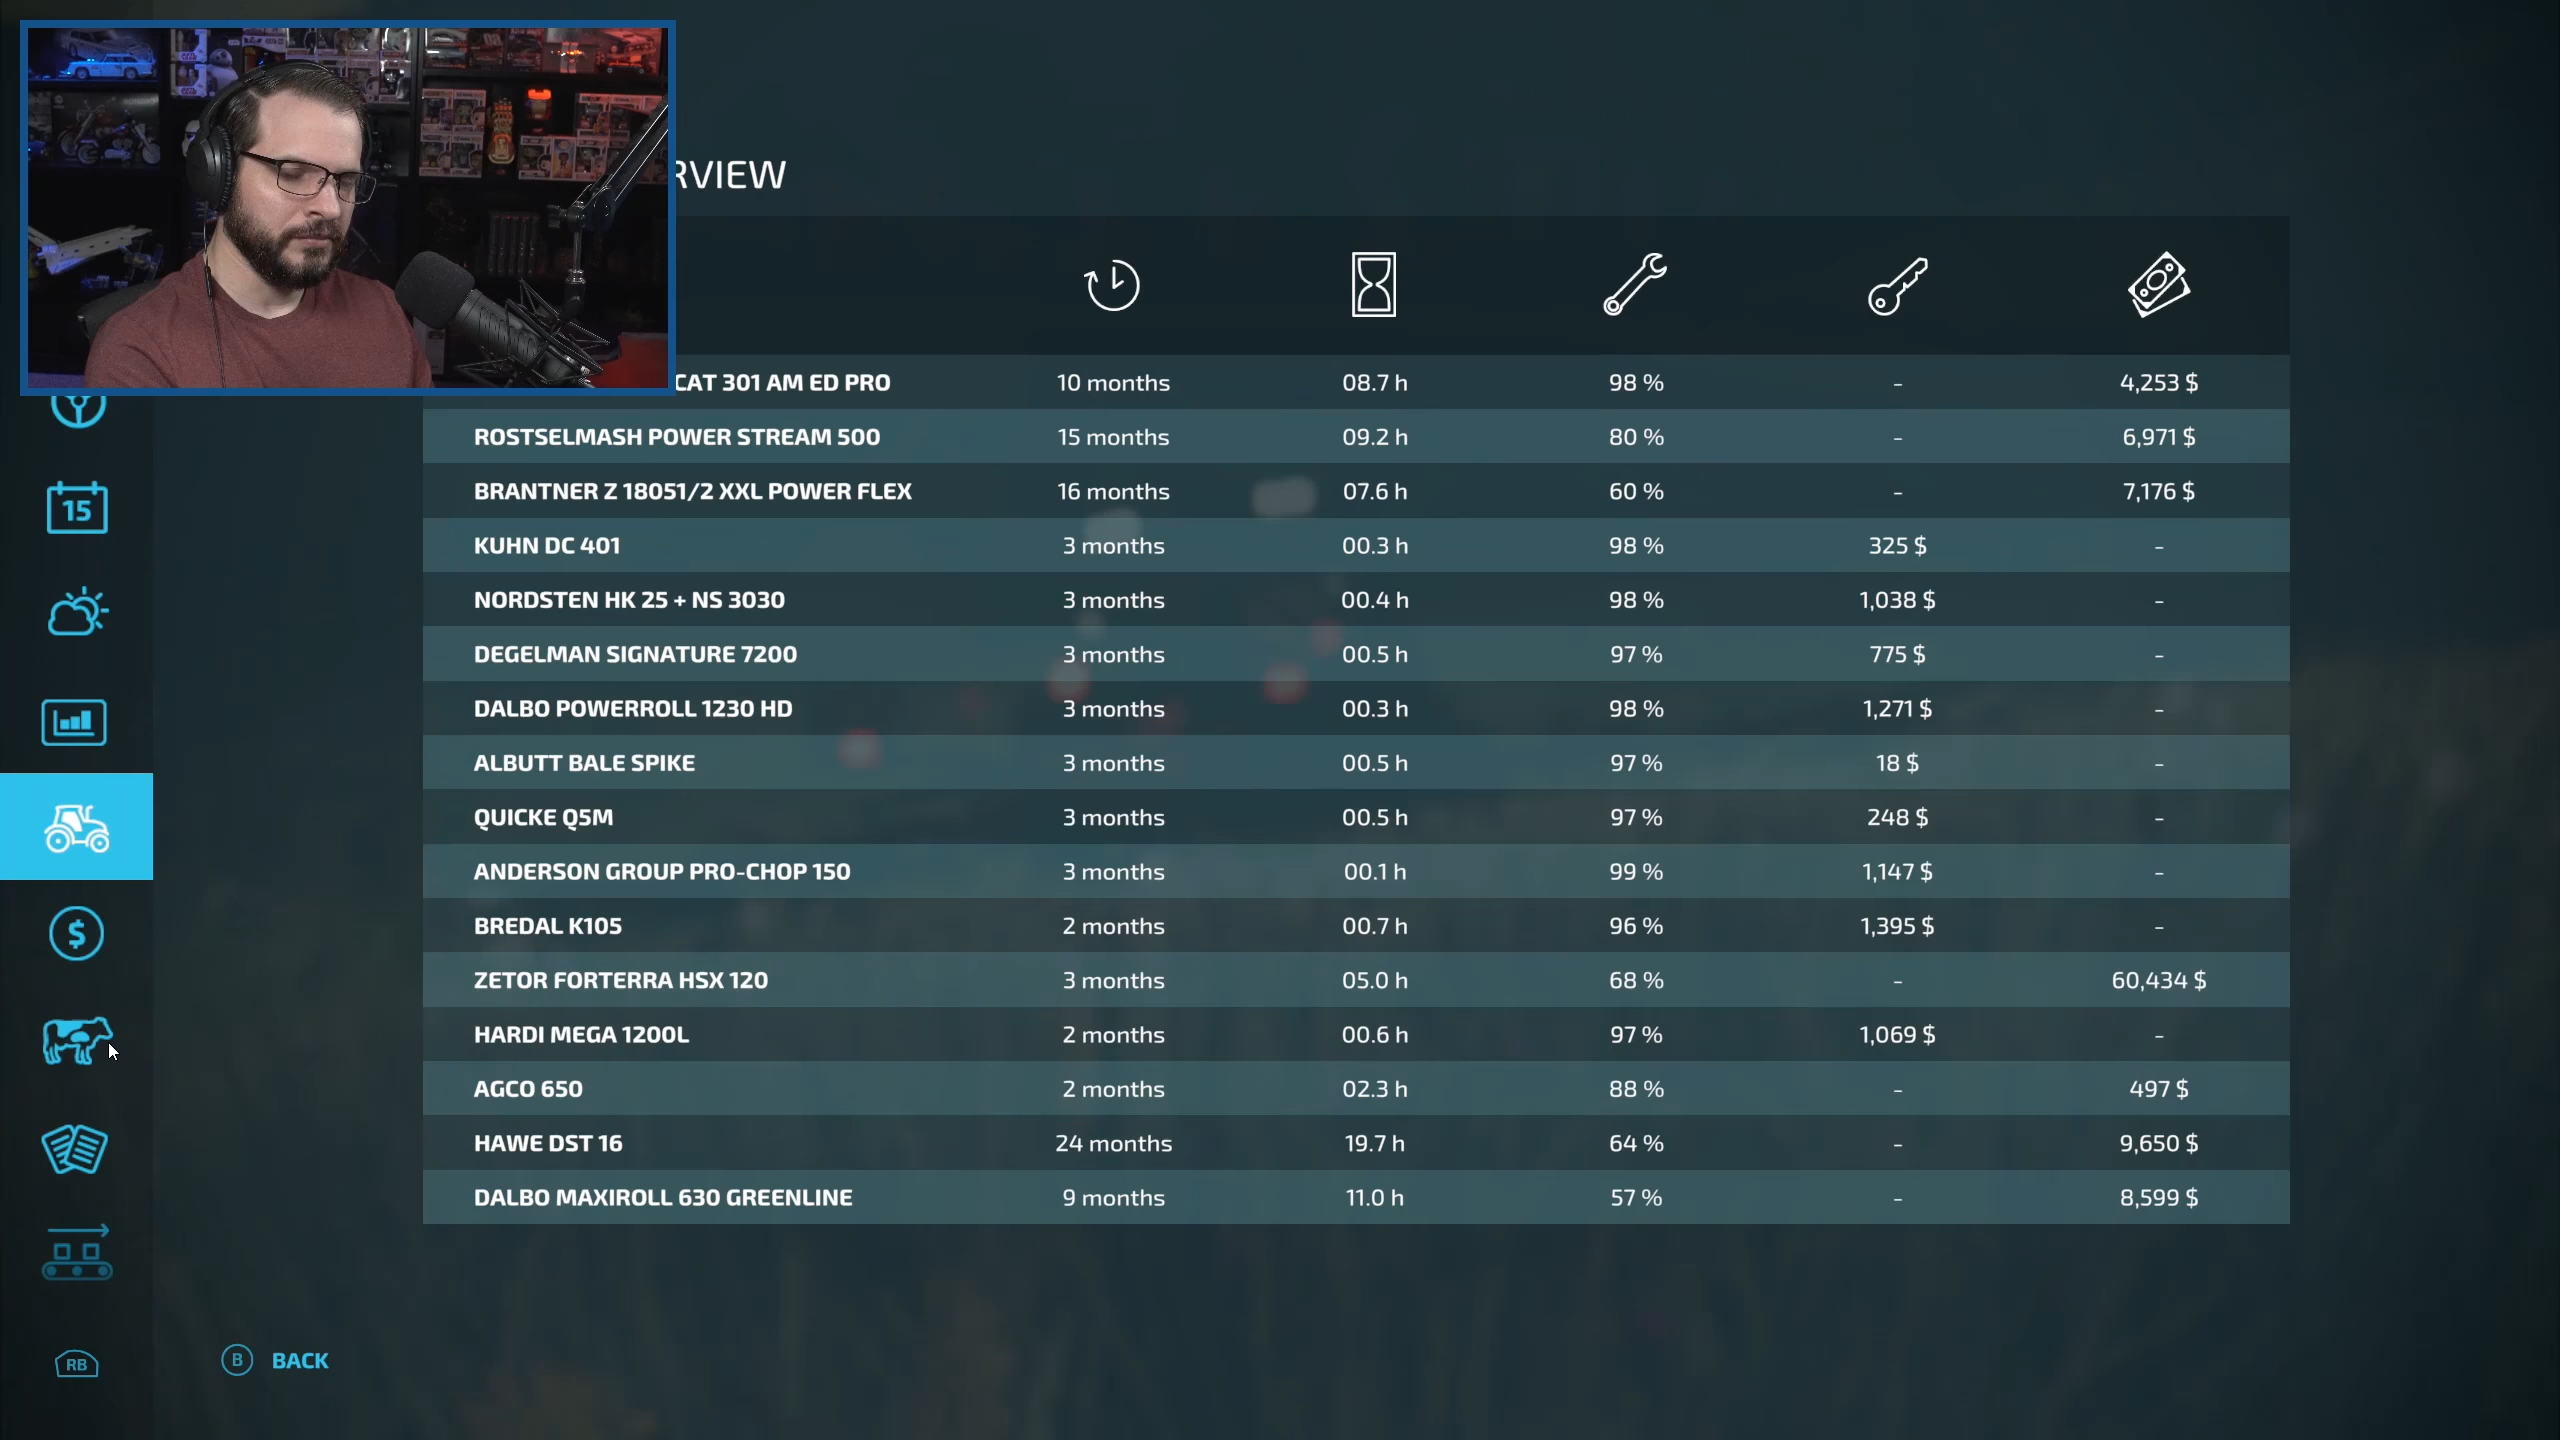 RVIEW
CAT 301 AM ED PRO 10 months 08.7 h 98 % - 4,253 $
ROSTSELMASH POWER STREAM 500 15 months 09.2 h 80 % - 6,971 $
BRANTNER Z 18051/2 XXL POWER FLEX 16 months 07.6 h 60 % - 7,176 $
KUHN DC 401 3 months 00.3 h 98 % 325 $ -
NORDSTEN HK 25 + NS 3030 3 months 00.4 h 98 % 1,038 $ -
DEGELMAN SIGNATURE 7200 3 months 00.5 h 97 % 775 $ -
DALBO POWERROLL 1230 HD 3 months 00.3 h 98 % 1,271 $ -
ALBUTT BALE SPIKE 3 months 00.5 h 97 % 18 $ -
QUICKE Q5M 3 months 00.5 h 97 % 248 $ -
ANDERSON GROUP PRO-CHOP 150 3 months 00.1 h 99 % 1,147 $ -
BREDAL K105 2 months 00.7 h 96 % 1,395 $ -
ZETOR FORTERRA HSX 120 3 months 05.0 h 68 % - 60,434 $
HARDI MEGA 1200L 2 months 00.6 h 97 % 1,069 $ -
AGCO 650 2 months 02.3 h 88 % - 497 $
HAWE DST 16 24 months 19.7 h 64 % - 9,650 $
DALBO MAXIROLL 630 GREENLINE 9 months 11.0 h 57 % - 8,599 $
15
$
RB
B BACK